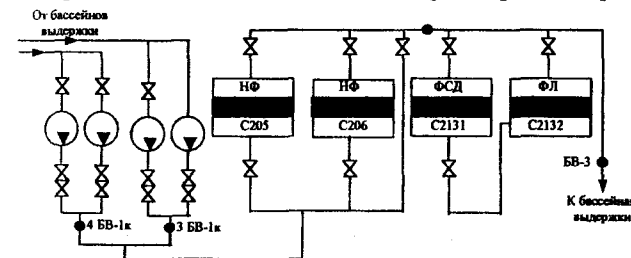 От бассейнов
выдержки
НФ
НФ
ФСД
ФЛ
С205
С206
С2131
С2132
БВ-3
К бассейнам
выдержки
4 БВ-1к
3 БВ-1к